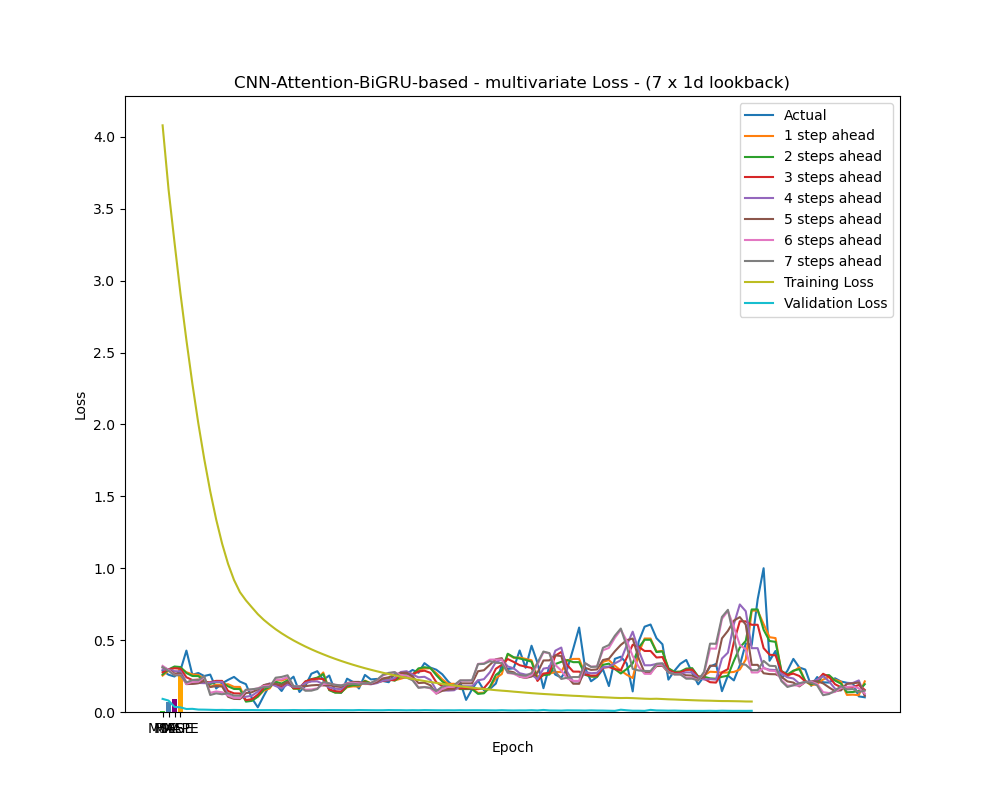 CNN-Attention-BiGRU-based - multivariate Loss - (7 x 1d lookback)
Actual
1 step ahead
2 steps ahead
3 steps ahead
4 steps ahead
5 steps ahead
6 steps ahead
7 steps ahead
Training Loss
Validation Loss
4.0
3.5
3.0
2.5
2.0
1.5
1.0
0.5
0.0
Loss
Epoch